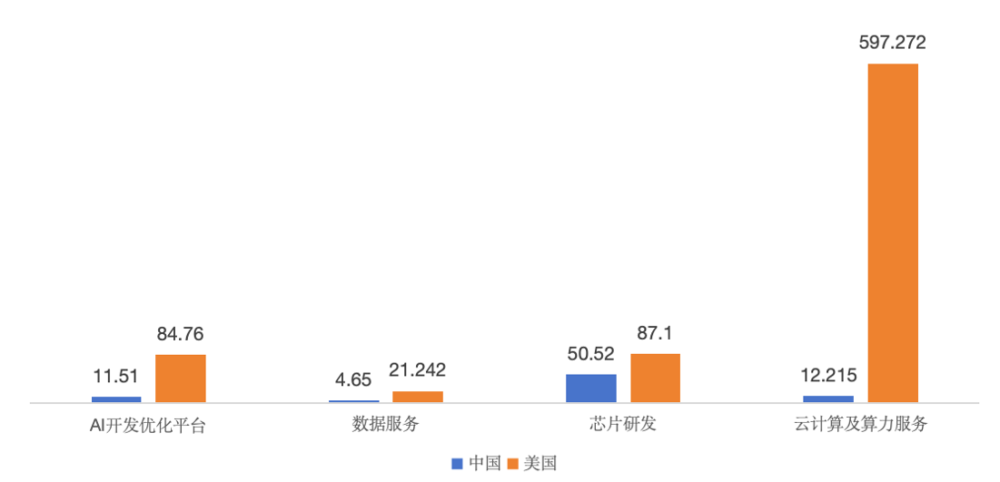 597.272
84.76
87.1
50.52
11.51
4.65
21.242
12.215
AI开发优化平台
数据服务
芯片研发
云计算及算力服务
中国
美国